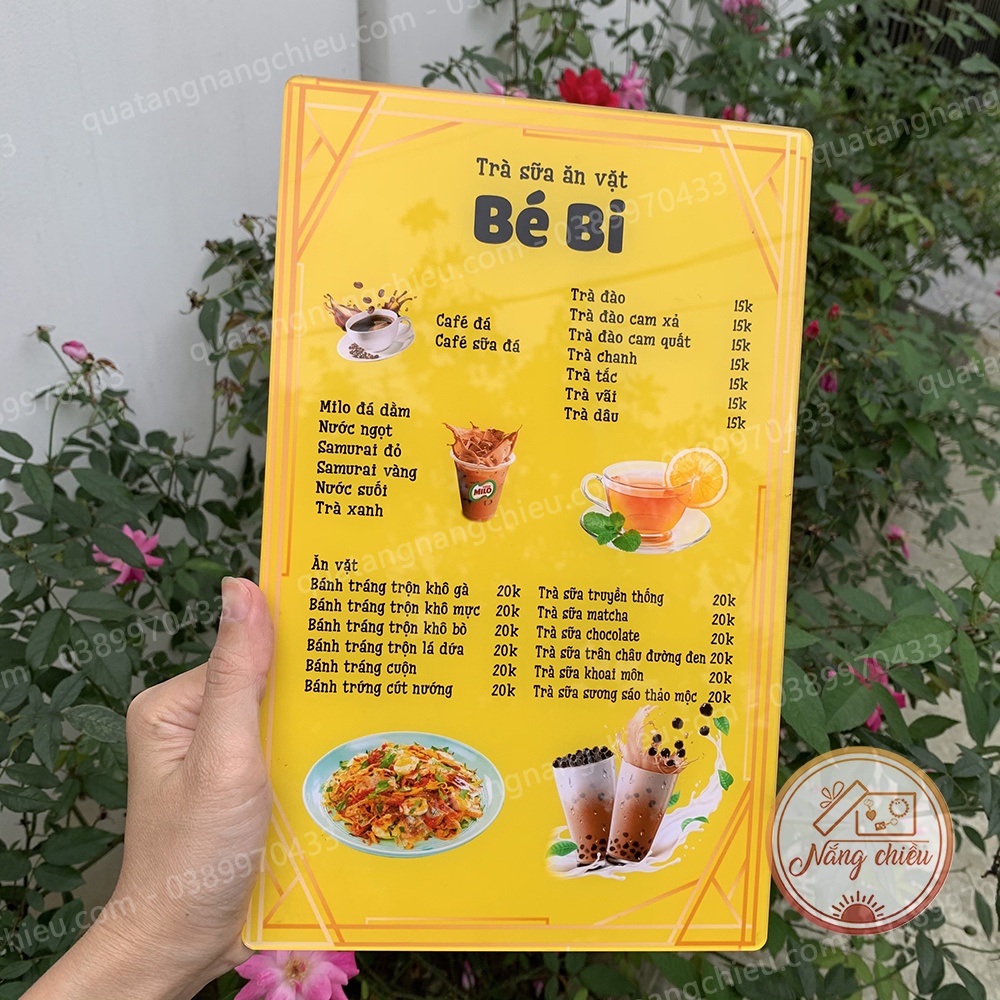 Trà sữa ăn vặt
Bé Bi
Café đá
Café sữa đá
Trà đào 15k
Trà đào cam xả 15k
Trà đào cam quất 15k
Trà chanh 15k
Trà tắc 15k
Trà vãi 15k
Trà dâu 15k
Milo đá dầm
Nước ngọt
Samurai đỏ
Samurai vàng
Nước suối
Trà xanh
MILO
Ăn vặt
Bánh tráng trộn khô gà 20k
Bánh tráng trộn khô mực 20k
Bánh tráng trộn khô bò 20k
Bánh tráng trộn lá dứa 20k
Bánh tráng cuộn 20k
Bánh trứng cút nướng 20k
Trà sữa truyền thống 20k
Trà sữa matcha 20k
Trà sữa chocolate 20k
Trà sữa trân châu đường đen 20k
Trà sữa khoai môn 20k
Trà sữa sương sáo thảo mộc 20k
Nắng chiều
quatangnangchieu.com - 0389970433